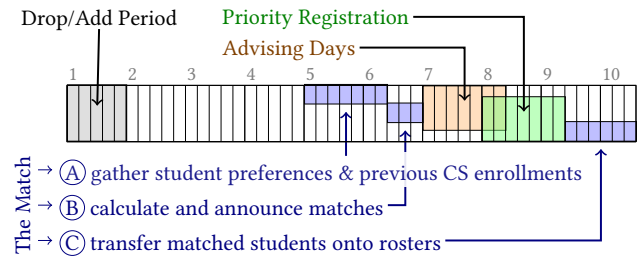 Drop/Add Period
Priority Registration
Advising Days
1 2 3 4 5 6 7 8 9 10
The Match
→ Ⓐ gather student preferences & previous CS enrollments
→ Ⓑ calculate and announce matches
→ Ⓒ transfer matched students onto rosters